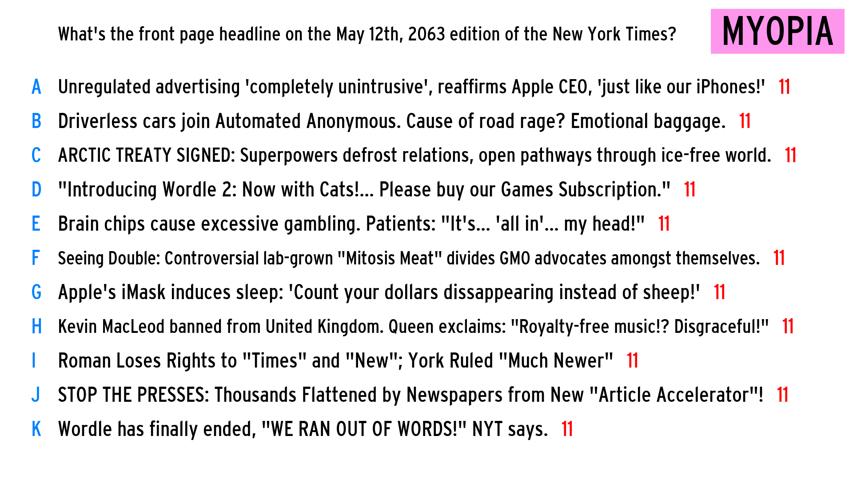 What's the front page headline on the May 12th, 2063 edition of the New York Times?
MYOPIA
A Unregulated advertising 'completely unintrusive', reaffirms Apple CEO, 'just like our iPhones!' 11
B Driverless cars join Automated Anonymous. Cause of road rage? Emotional baggage. 11
C ARCTIC TREATY SIGNED: Superpowers defrost relations, open pathways through ice-free world. 11
D "Introducing Wordle 2: Now with Cats!... Please buy our Games Subscription." 11
E Brain chips cause excessive gambling. Patients: "It's... 'all in'... my head!" 11
F Seeing Double: Controversial lab-grown "Mitosis Meat" divides GMO advocates amongst themselves. 11
G Apple's iMask induces sleep: 'Count your dollars dissappearing instead of sheep!' 11
H Kevin MacLeod banned from United Kingdom. Queen exclaims: "Royalty-free music!? Disgraceful!" 11
I Roman Loses Rights to "Times" and "New"; York Ruled "Much Newer" 11
J STOP THE PRESSES: Thousands Flattened by Newspapers from New "Article Accelerator"! 11
K Wordle has finally ended, "WE RAN OUT OF WORDS!" NYT says. 11